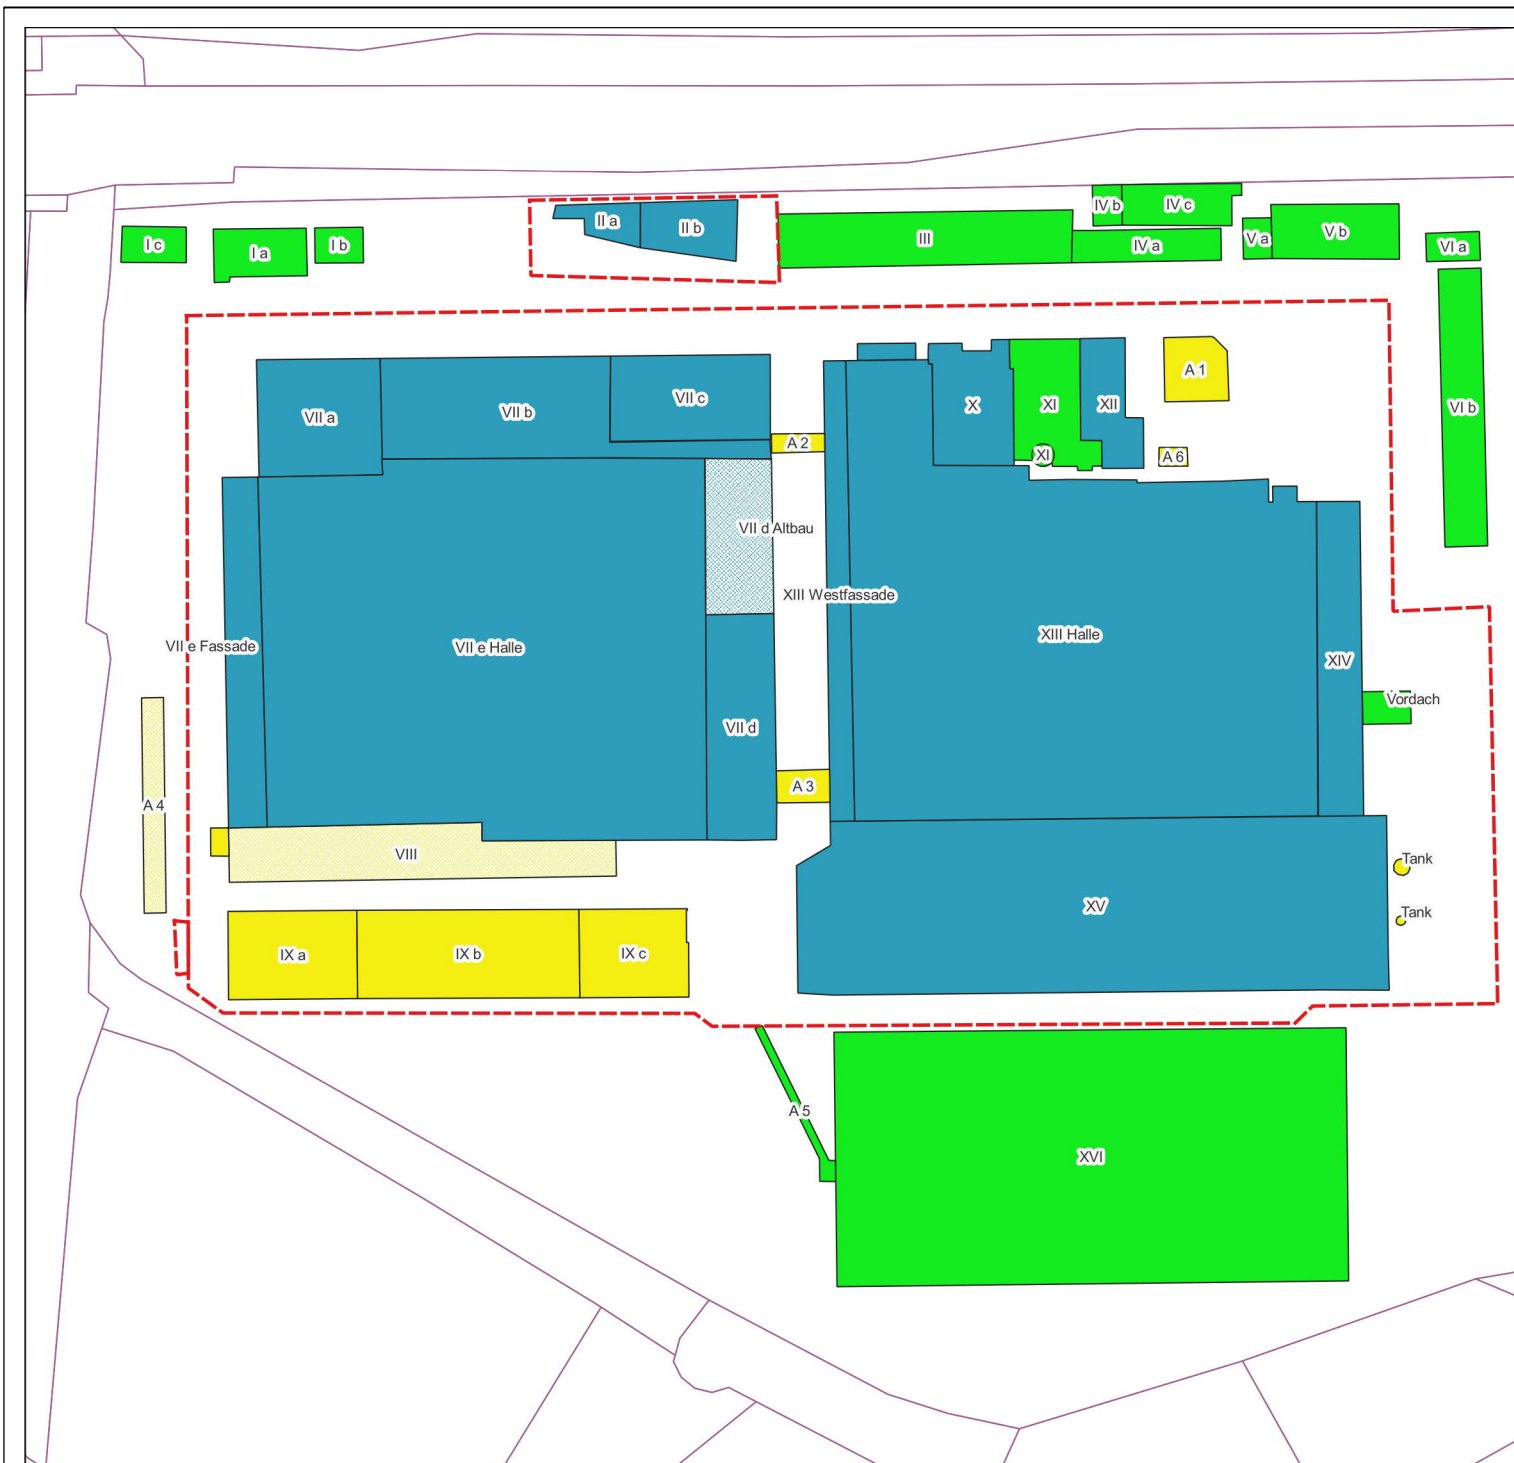 IV b
IV c
I c
I a
I b
II a
II b
III
IV a
V a
V b
VI a
VII a
VII b
VII c
A 2
X
XI
XII
A 1
VI b
XI
A 6
VII d Altbau
XIII Westfassade
VII e Fassade
VII e Halle
XIII Halle
XIV
Vordach
VII d
A 3
A 4
VIII
Tank
XV
Tank
IX a
IX b
IX c
A 5
XVI